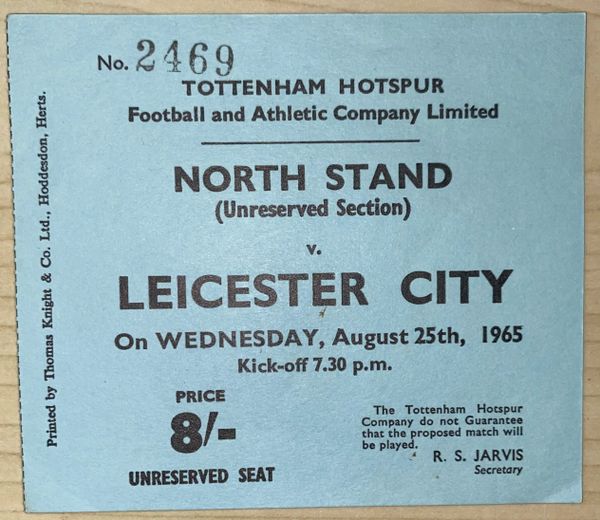 No. 2469
TOTTENHAM HOTSPUR
Football and Athletic Company Limited
NORTH STAND
(Unreserved Section)
v.
LEICESTER CITY
On WEDNESDAY, August 25th, 1965
Kick-off 7.30 p.m.
PRICE
8/-
UNRESERVED SEAT
The Tottenham Hotspur
Company do not Guarantee
that the proposed match will
be played.
R. S. JARVIS
Secretary
Printed by Thomas Knight & Co. Ltd., Hoddesdon, Herts.